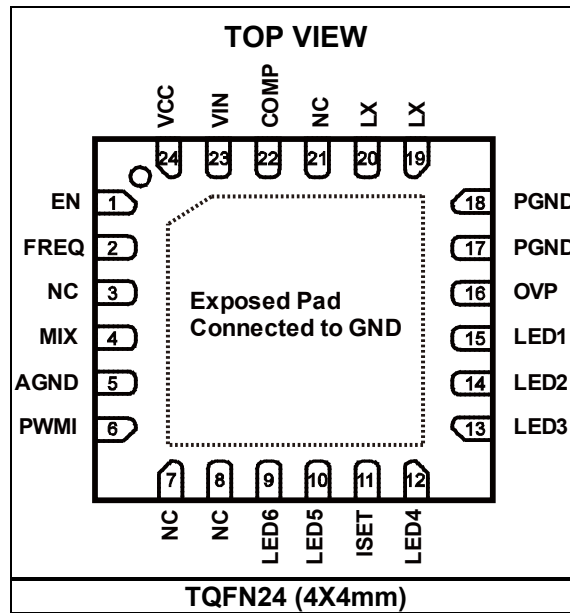 TOP VIEW
VCC
VIN
COMP
NC
LX
LX
24
23
22
21
20
19
EN
1
FREQ
2
NC
3
MIX
4
AGND
5
PWMI
6
18
PGND
17
PGND
16
OVP
15
LED1
14
LED2
13
LED3
Exposed Pad
Connected to GND
7
8
9
10
11
12
NC
NC
LED6
LED5
ISET
LED4
TQFN24 (4X4mm)